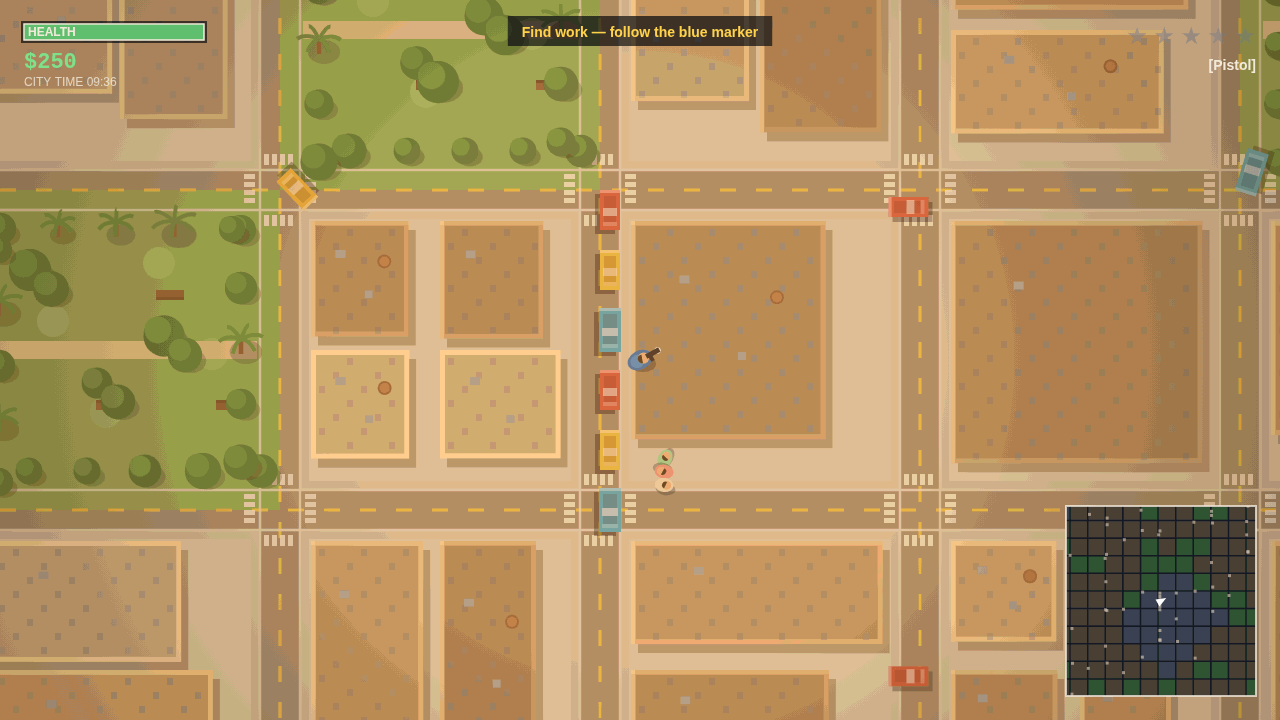 HEALTH
Find work — follow the blue marker
$250
[Pistol]
CITY TIME 09:36